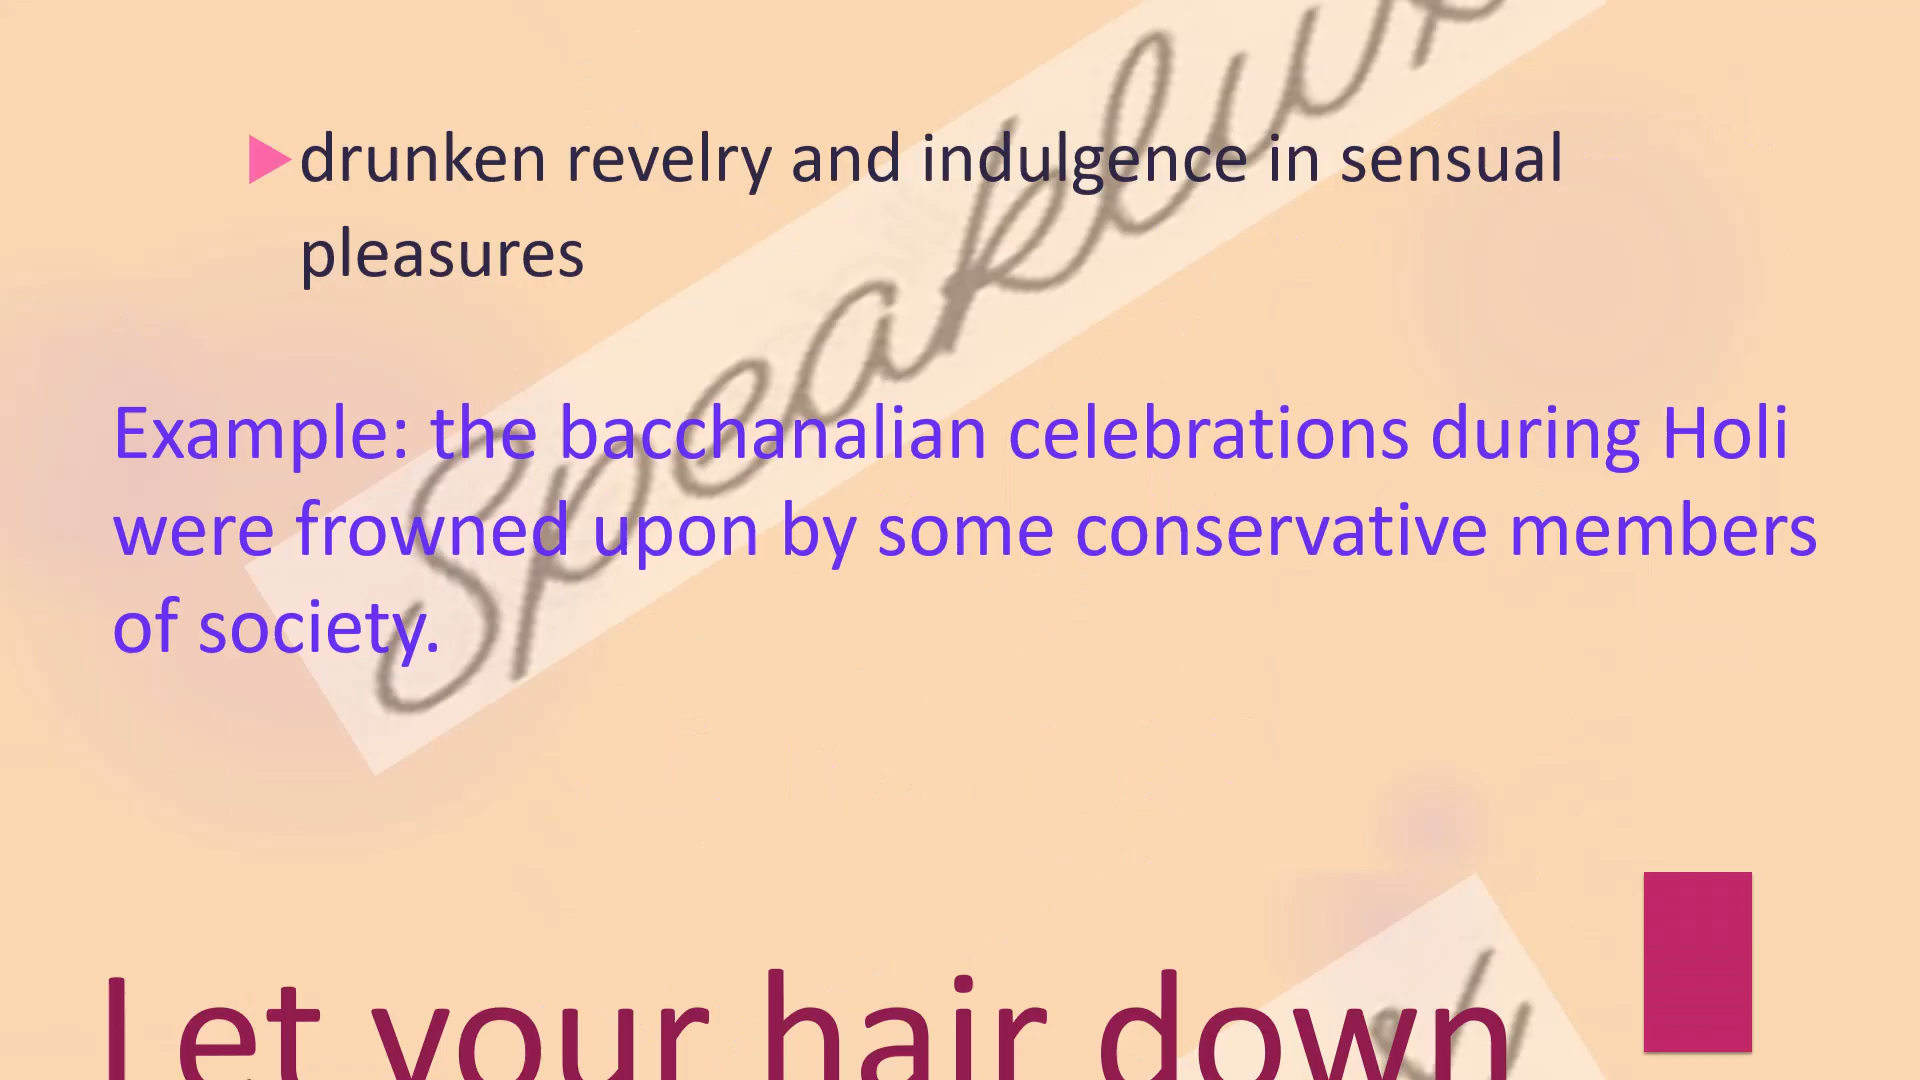 drunken revelry and indulgence in sensual
pleasures
Example: the bacchanalian celebrations during Holi
were frowned upon by some conservative members
of society.
Let your hair down